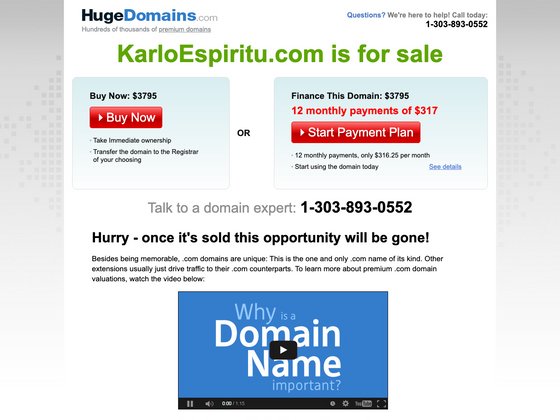 HugeDomains.com
Hundreds of thousands of premium domains
Questions? We're here to help! Call today:
1-303-893-0552
KarloEspiritu.com is for sale
Buy Now: $3795
Buy Now
· Take Immediate ownership
· Transfer the domain to the Registrar
of your choosing
OR
Finance This Domain: $3795
12 monthly payments of $317
Start Payment Plan
· 12 monthly payments, only $316.25 per month
· Start using the domain today
See details
Talk to a domain expert: 1-303-893-0552
Hurry - once it's sold this opportunity will be gone!
Besides being memorable, .com domains are unique: This is the one and only .com name of its kind. Other
extensions usually just drive traffic to their .com counterparts. To learn more about premium .com domain
valuations, watch the video below:
Why is a
Domain
Name
important?
0:00 / 1:15
YouTube